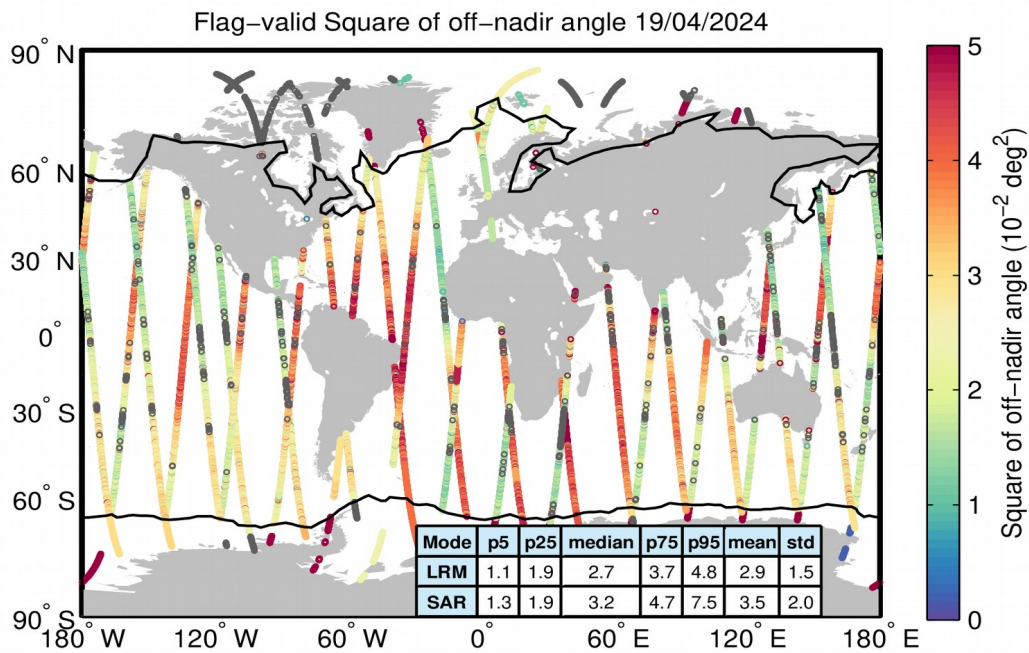 Flag−valid Square of off−nadir angle 19/04/2024
90° N
60° N
30° N
0°
30° S
60° S
90° S
180° W
120° W
60° W
0°
60° E
120° E
180° E
Mode p5 p25 median p75 p95 mean std
LRM 1.1 1.9 2.7 3.7 4.8 2.9 1.5
SAR 1.3 1.9 3.2 4.7 7.5 3.5 2.0
5
4
3
2
1
0
Square of off−nadir angle (10⁻² deg²)